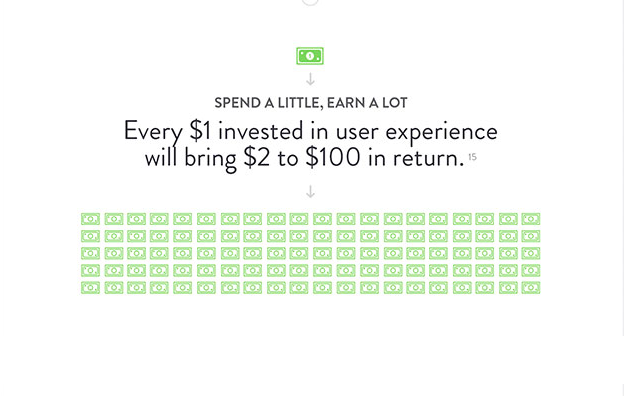 SPEND A LITTLE, EARN A LOT
Every $1 invested in user experience
will bring $2 to $100 in return. 15